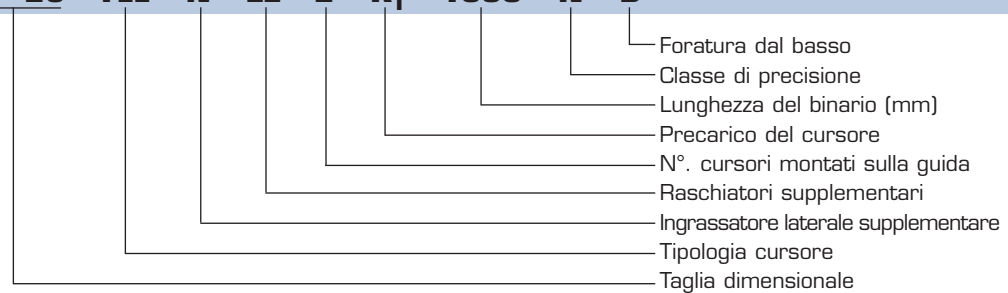 Foratura dal basso
Classe di precisione
Lunghezza del binario (mm)
Precarico del cursore
N°. cursori montati sulla guida
Raschiatori supplementari
Ingrassatore laterale supplementare
Tipologia cursore
Taglia dimensionale